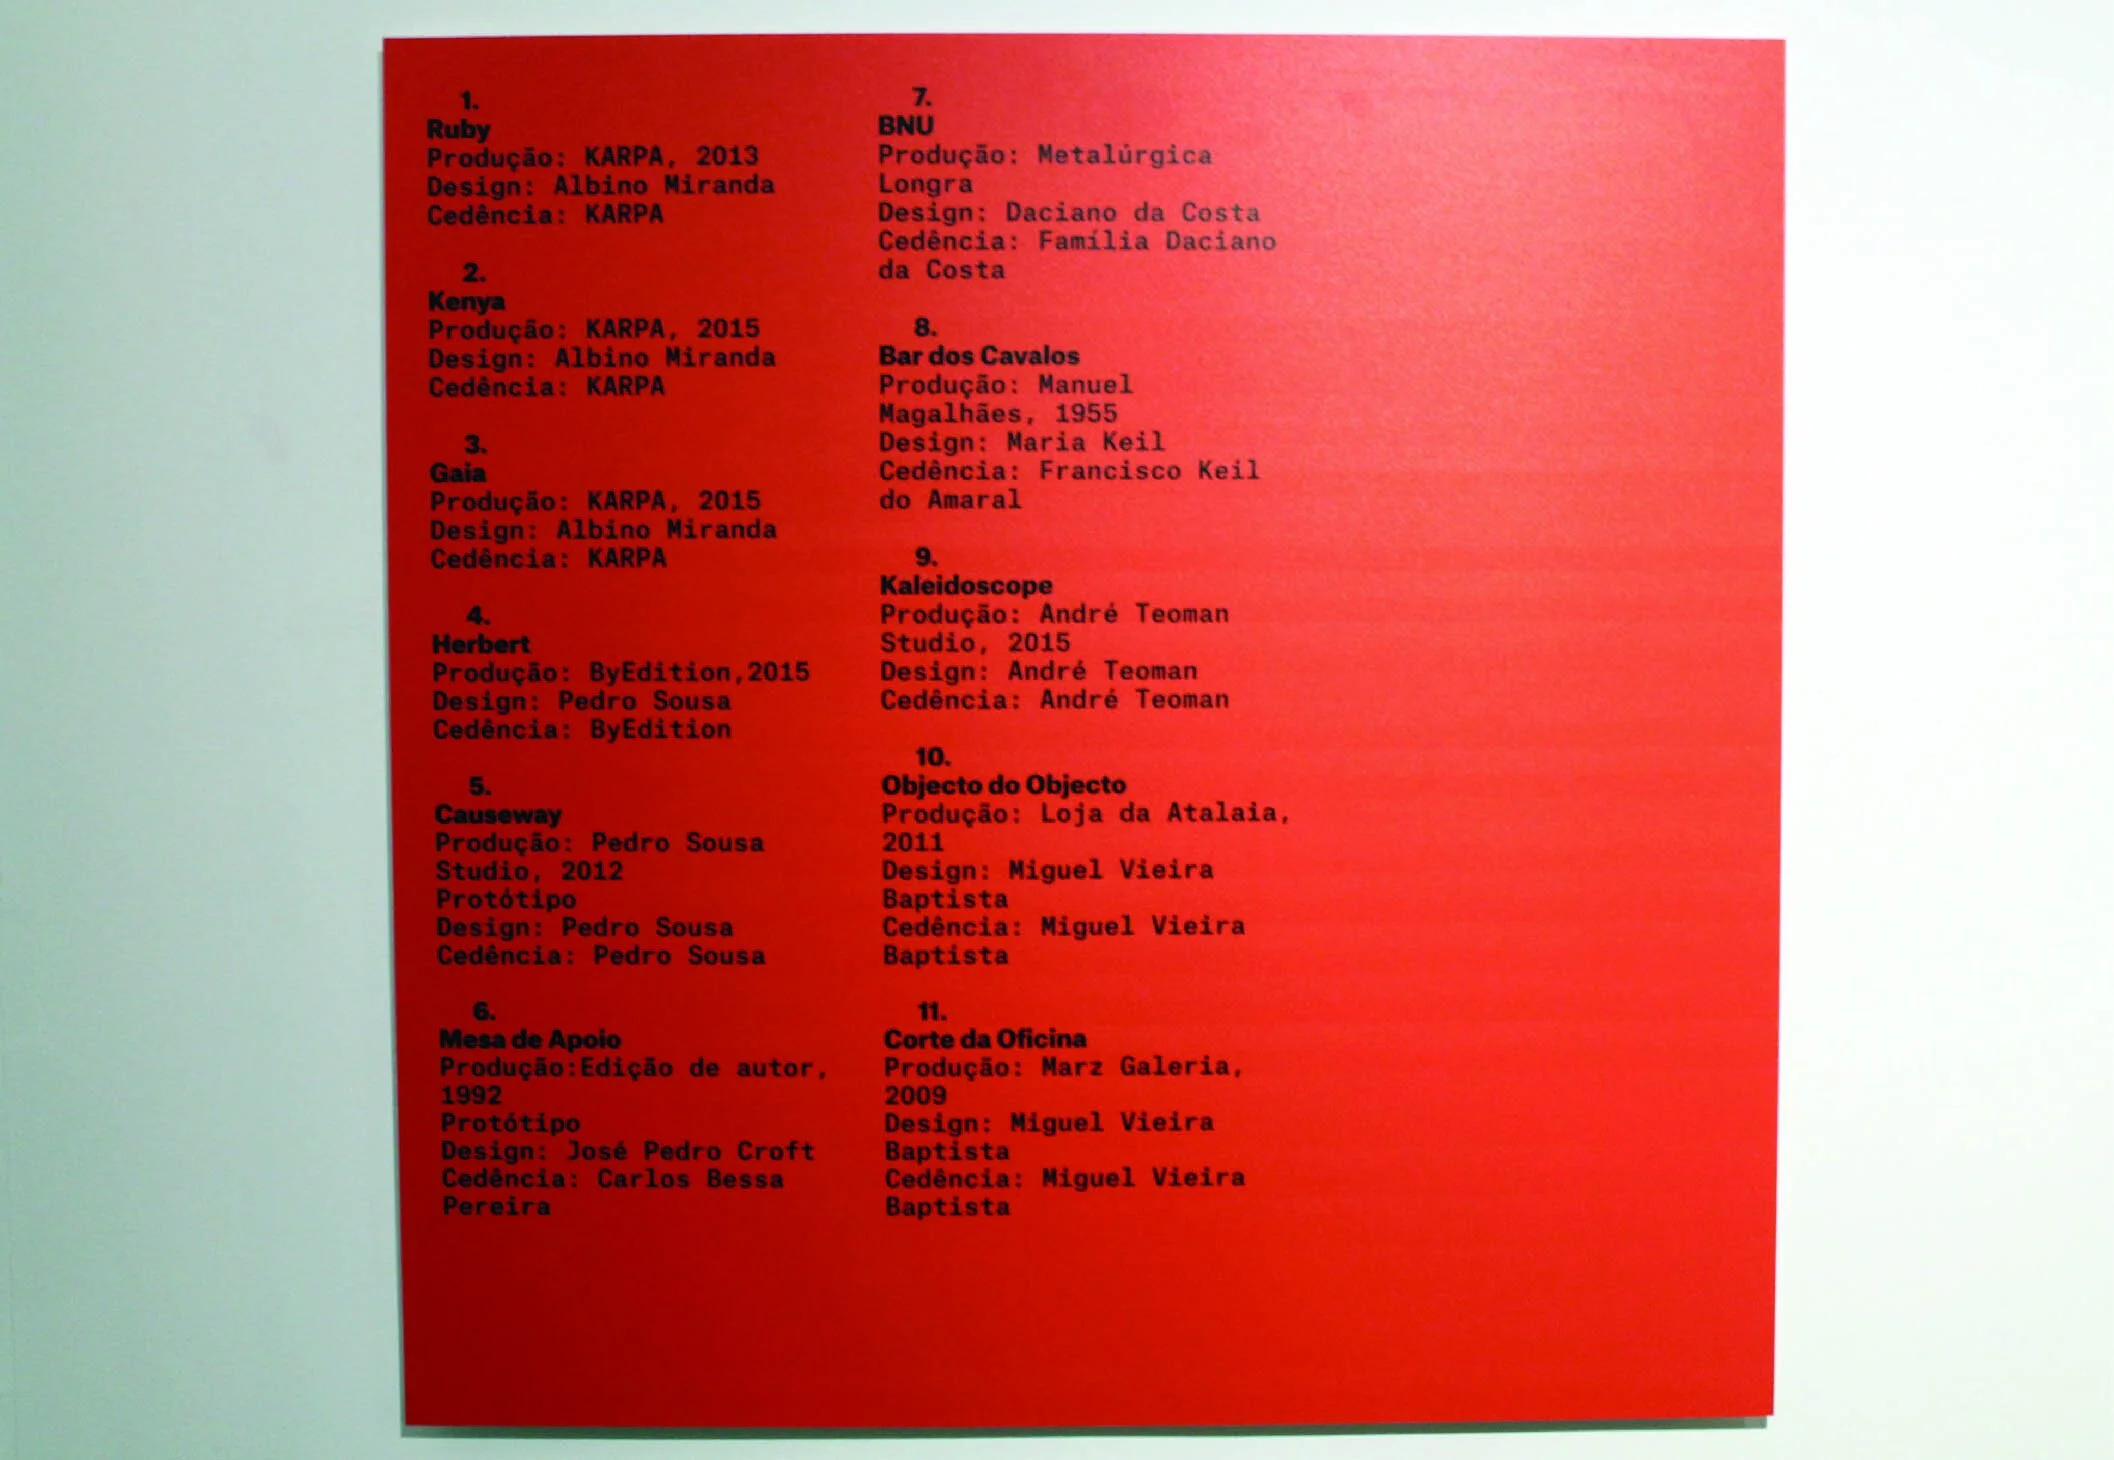 1.
Ruby
Produção: KARPA, 2013
Design: Albino Miranda
Cedência: KARPA
2.
Kenya
Produção: KARPA, 2015
Design: Albino Miranda
Cedência: KARPA
3.
Gaia
Produção: KARPA, 2015
Design: Albino Miranda
Cedência: KARPA
4.
Herbert
Produção: ByEdition,2015
Design: Pedro Sousa
Cedência: ByEdition
5.
Causeway
Produção: Pedro Sousa
Studio, 2012
Protótipo
Design: Pedro Sousa
Cedência: Pedro Sousa
6.
Mesa de Apoio
Produção:Edição de autor,
1992
Protótipo
Design: José Pedro Croft
Cedência: Carlos Bessa
Pereira
7.
BNU
Produção: Metalúrgica
Longra
Design: Daciano da Costa
Cedência: Família Daciano
da Costa
8.
Bar dos Cavalos
Produção: Manuel
Magalhães, 1955
Design: Maria Keil
Cedência: Francisco Keil
do Amaral
9.
Kaleidoscope
Produção: André Teoman
Studio, 2015
Design: André Teoman
Cedência: André Teoman
10.
Objecto do Objecto
Produção: Loja da Atalaia,
2011
Design: Miguel Vieira
Baptista
Cedência: Miguel Vieira
Baptista
11.
Corte da Oficina
Produção: Marz Galeria,
2009
Design: Miguel Vieira
Baptista
Cedência: Miguel Vieira
Baptista